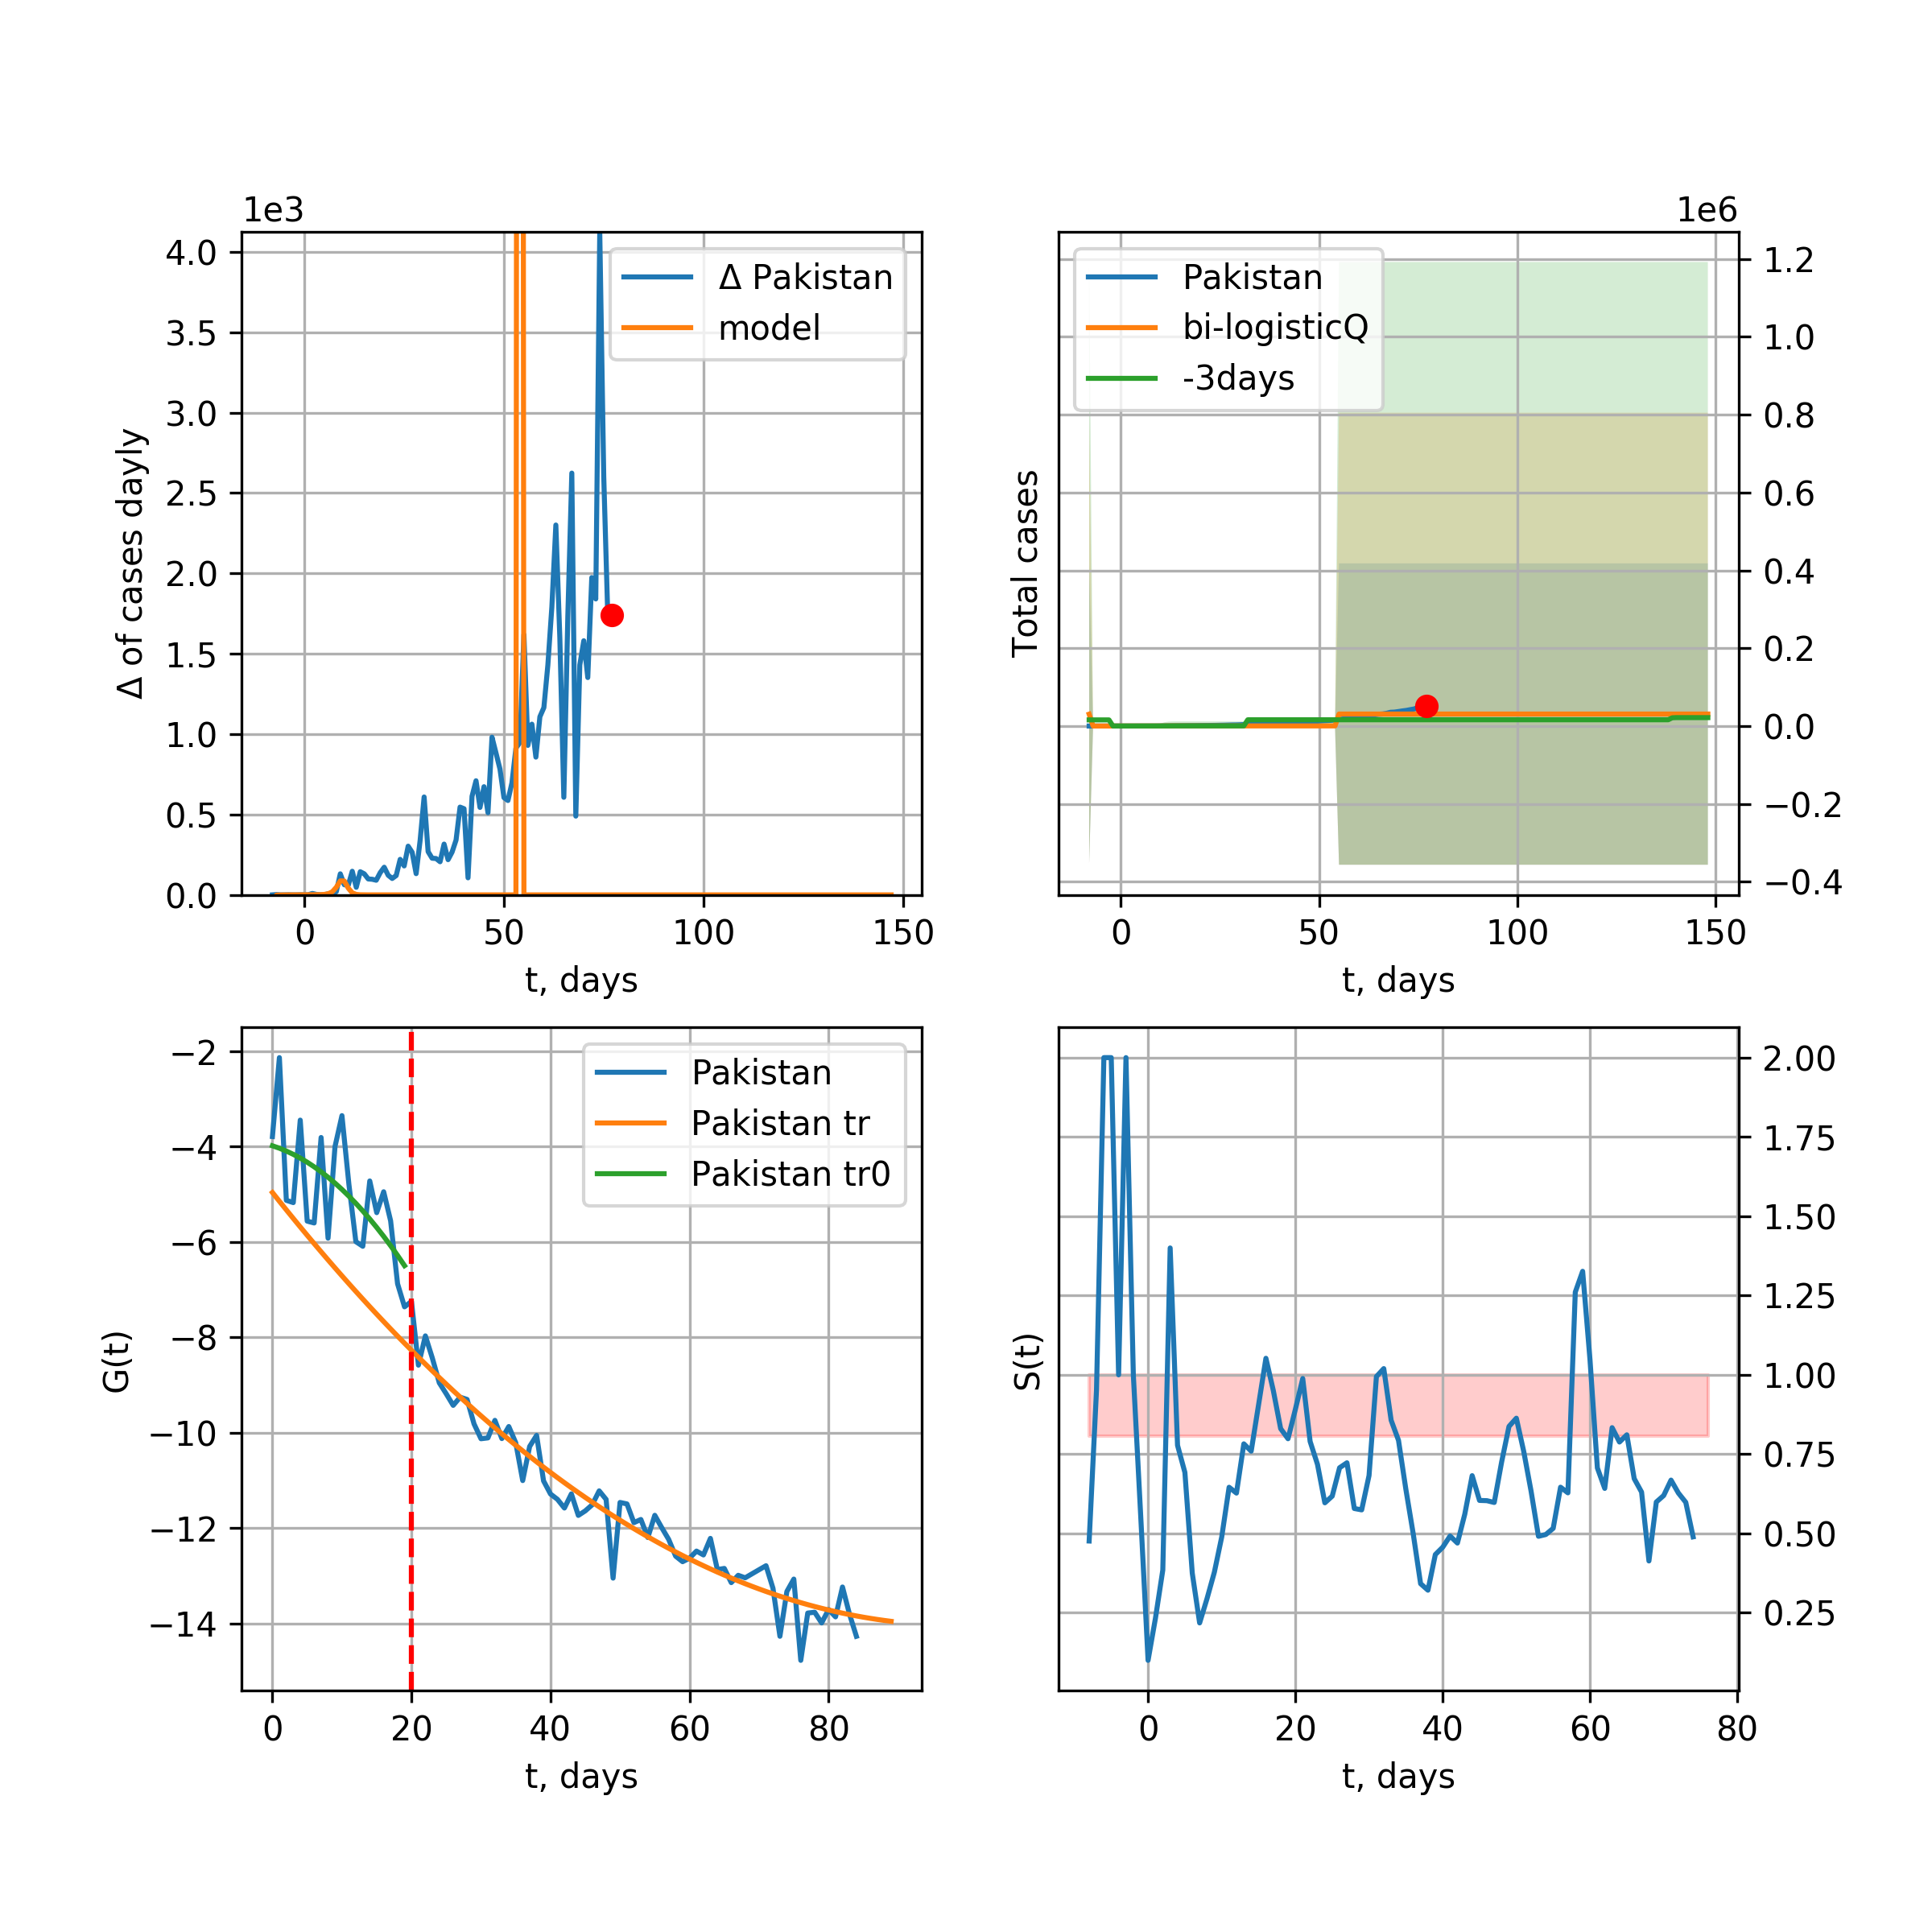 1e3
4.0
3.5
3.0
2.5
2.0
1.5
1.0
0.5
0.0
Δ of cases dayly
Δ Pakistan
model
0 50 100 150
t, days
1e6
1.2
1.0
0.8
0.6
0.4
0.2
0.0
−0.2
−0.4
Total cases
Pakistan
bi-logisticQ
-3days
0 50 100 150
t, days
−2
−4
−6
−8
−10
−12
−14
G(t)
Pakistan
Pakistan tr
Pakistan tr0
0 20 40 60 80
t, days
2.00
1.75
1.50
1.25
1.00
0.75
0.50
0.25
S(t)
0 20 40 60 80
t, days